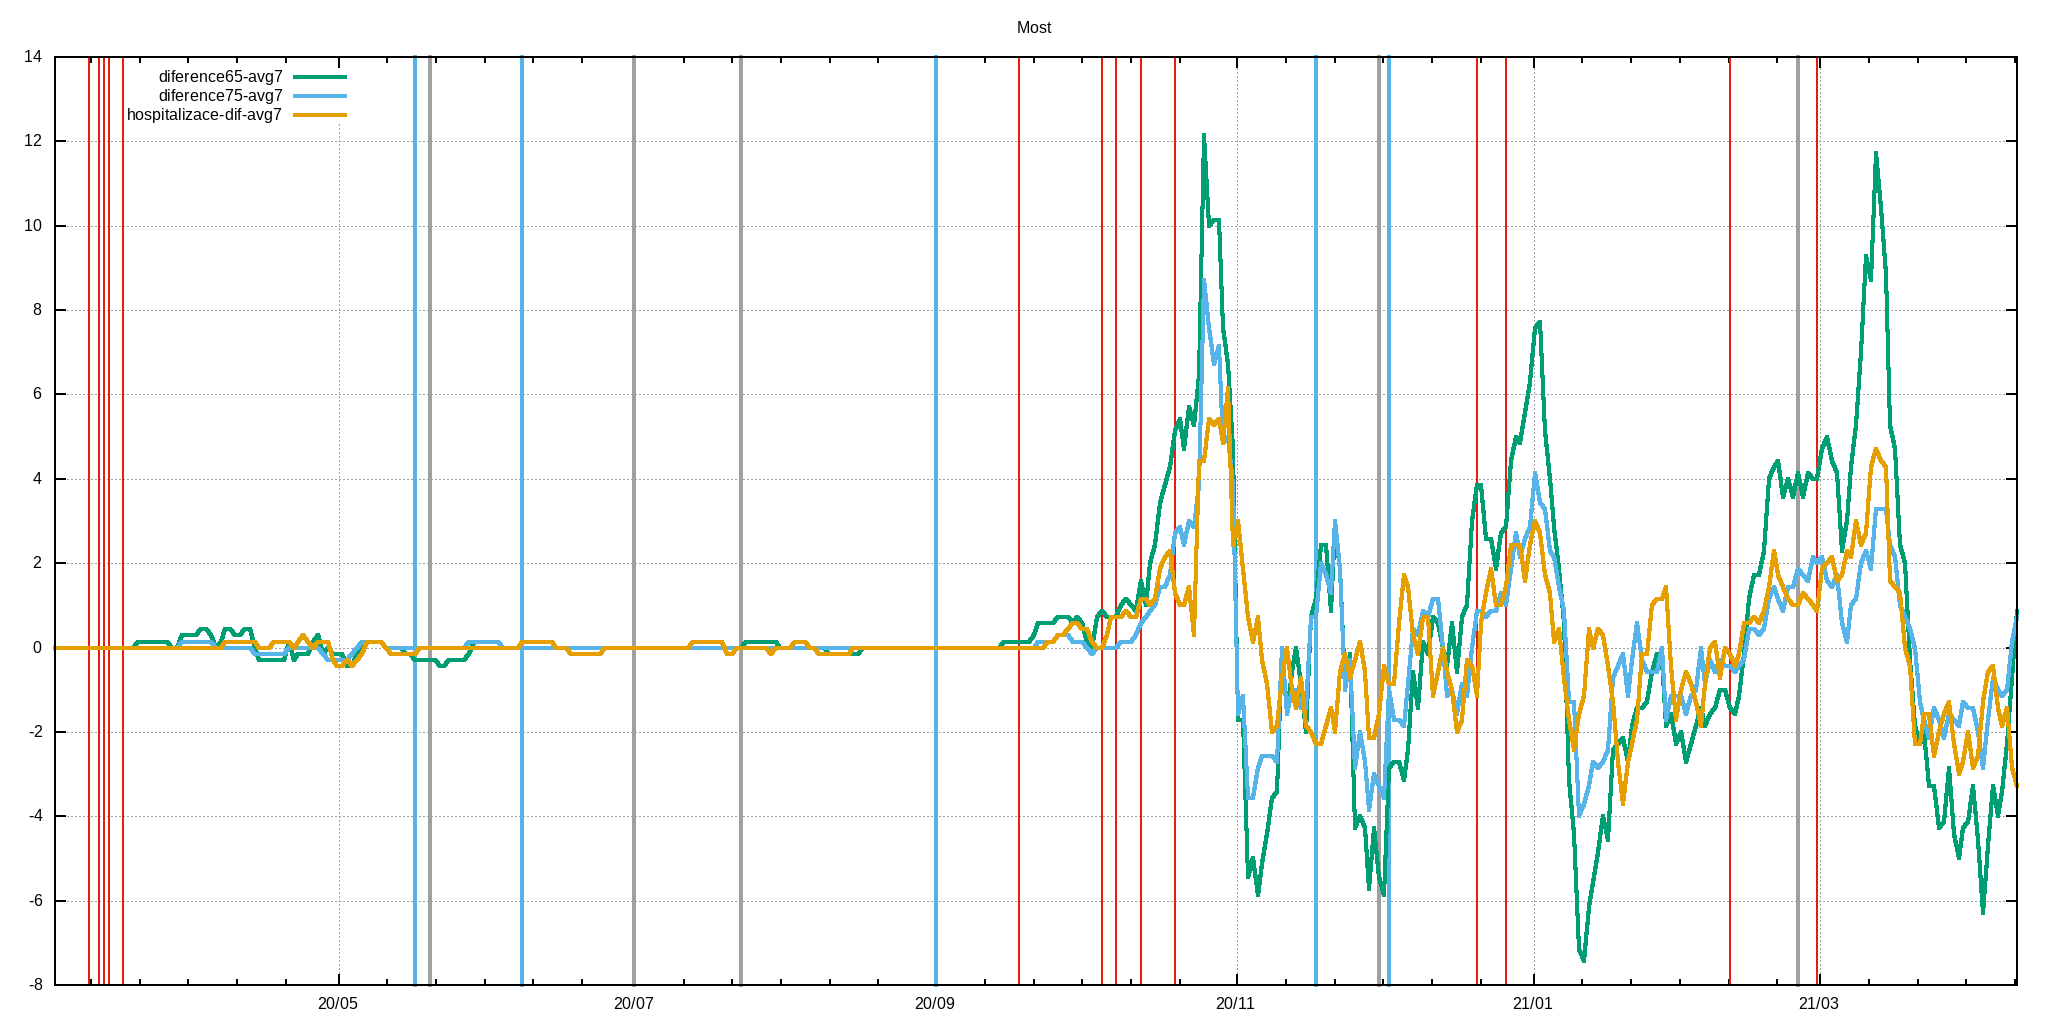 Most
14
diference65-avg7
diference75-avg7
hospitalizace-dif-avg7
12
10
8
6
4
2
0
-2
-4
-6
-8
20/05 20/07 20/09 20/11 21/01 21/03